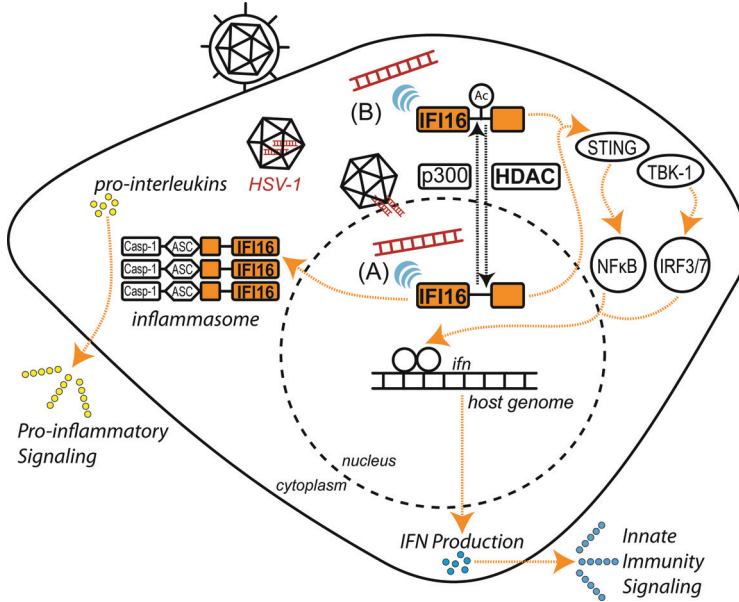 Ac
(B)
IFI16
STING
TBK-1
p300
HDAC
HSV-1
pro-interleukins
(A)
IFI16
NFκB
IRF3/7
Casp-1 ASC IFI16
Casp-1 ASC IFI16
Casp-1 ASC IFI16
inflammasome
ifn
host genome
Pro-inflammatory
Signaling
nucleus
cytoplasm
IFN Production
Innate
Immunity
Signaling